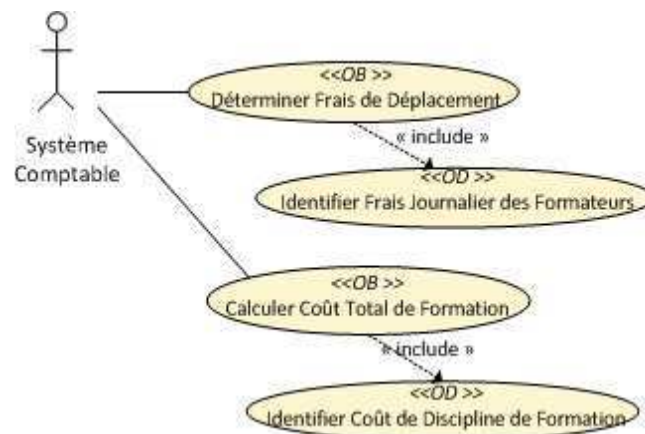 <<OB >>
Déterminer Frais de Déplacement
« include »
Système
Comptable
<<OD >>
Identifier Frais Journalier des Formateurs
<<OB >>
Calculer Coût Total de Formation
« include »
<<OD >>
Identifier Coût de Discipline de Formation